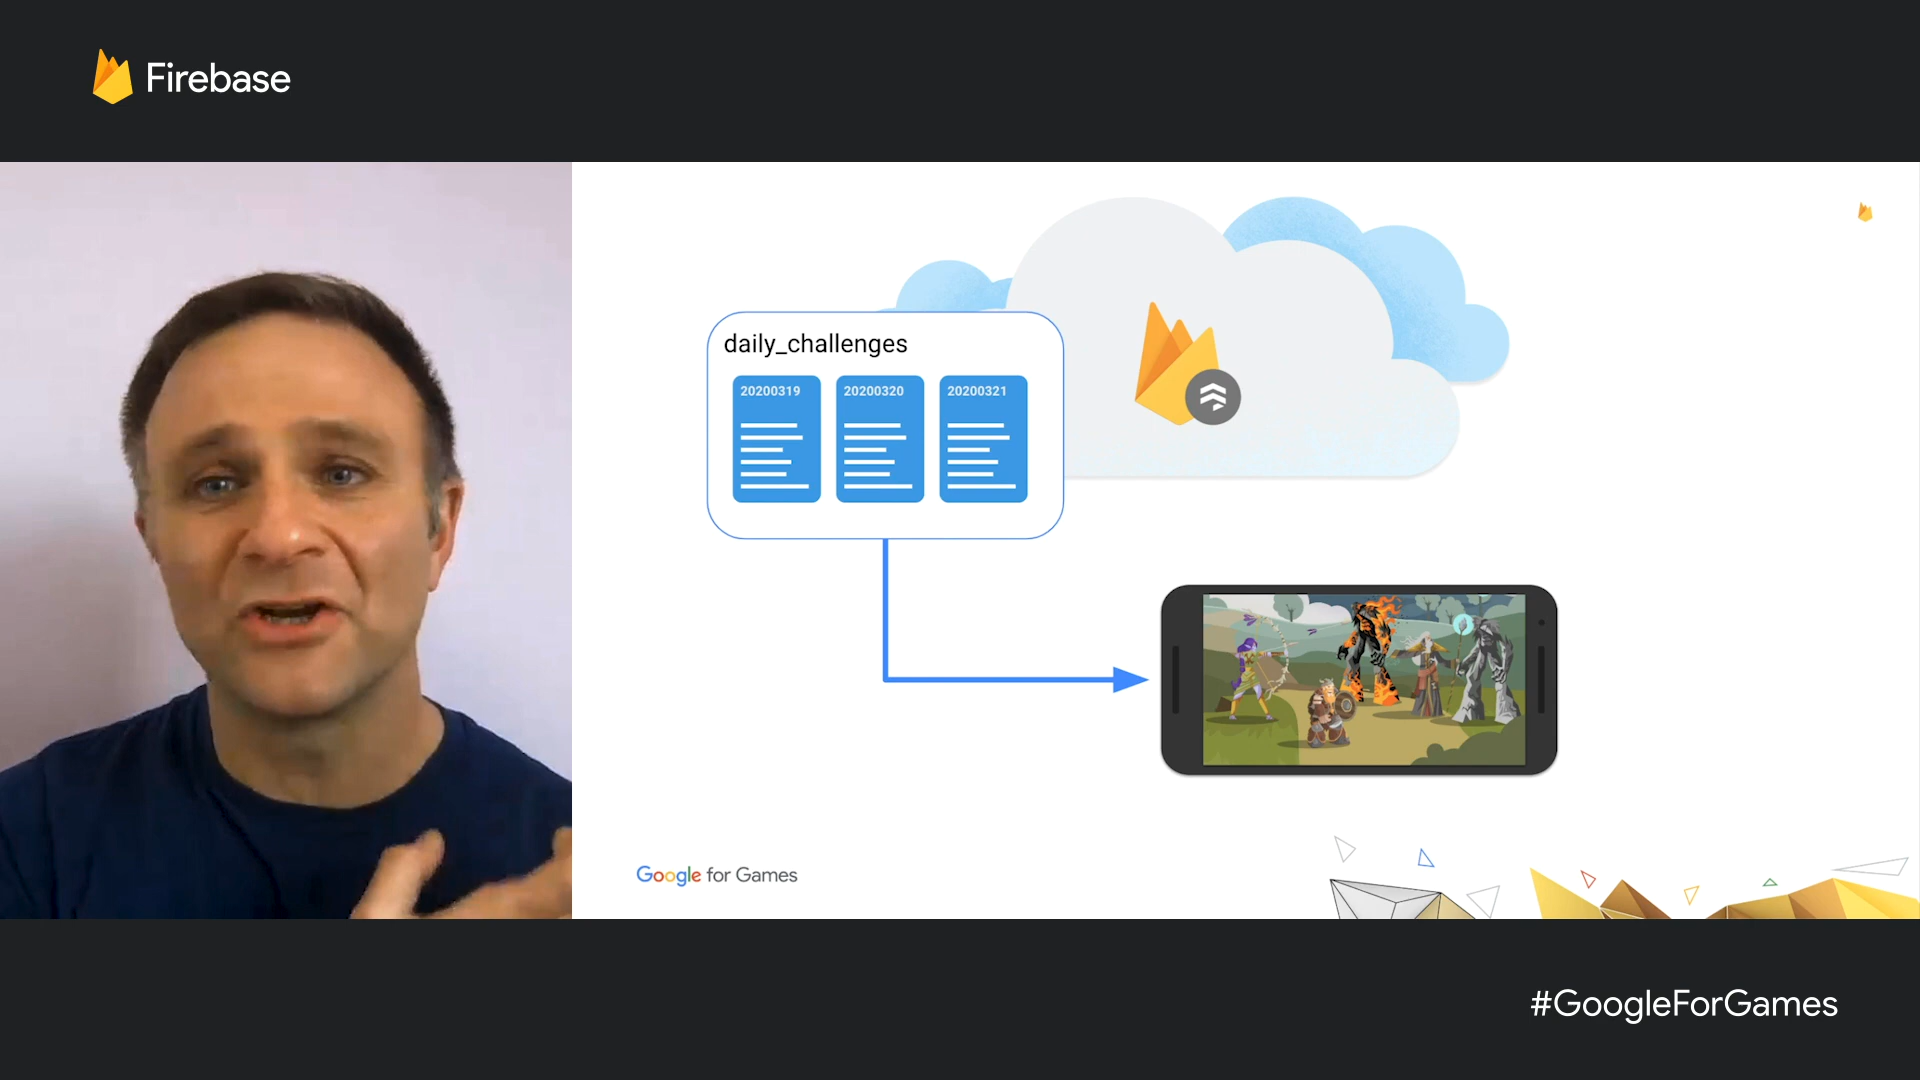 Firebase
daily_challenges
20200319
20200320
20200321
Google for Games
#GoogleForGames